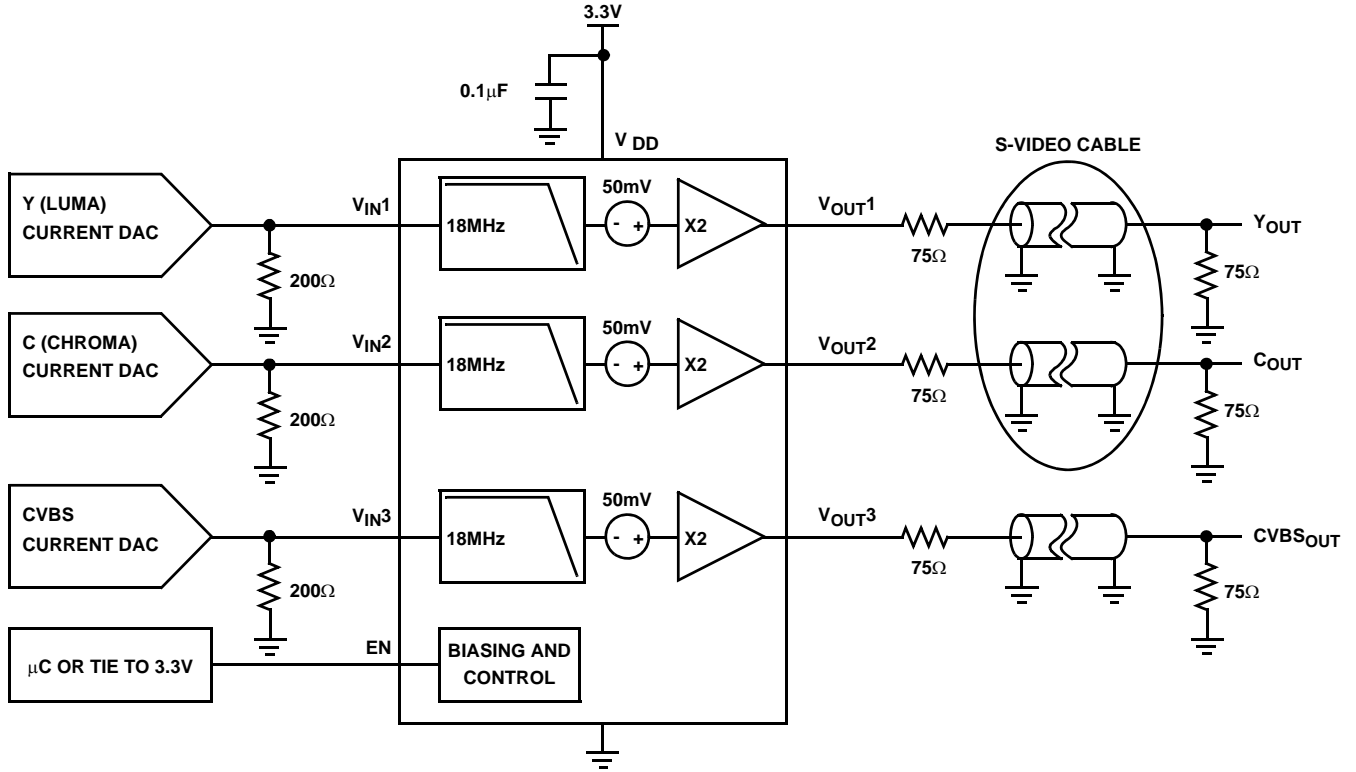 3.3V
0.1µF
V DD
S-VIDEO CABLE
Y (LUMA)
CURRENT DAC
VIN1
18MHz
50mV
- +
X2
VOUT1
75Ω
YOUT
75Ω
200Ω
C (CHROMA)
CURRENT DAC
VIN2
18MHz
50mV
- +
X2
VOUT2
75Ω
COUT
75Ω
200Ω
CVBS
CURRENT DAC
VIN3
18MHz
50mV
- +
X2
VOUT3
75Ω
CVBSOUT
75Ω
200Ω
µC OR TIE TO 3.3V
EN
BIASING AND
CONTROL